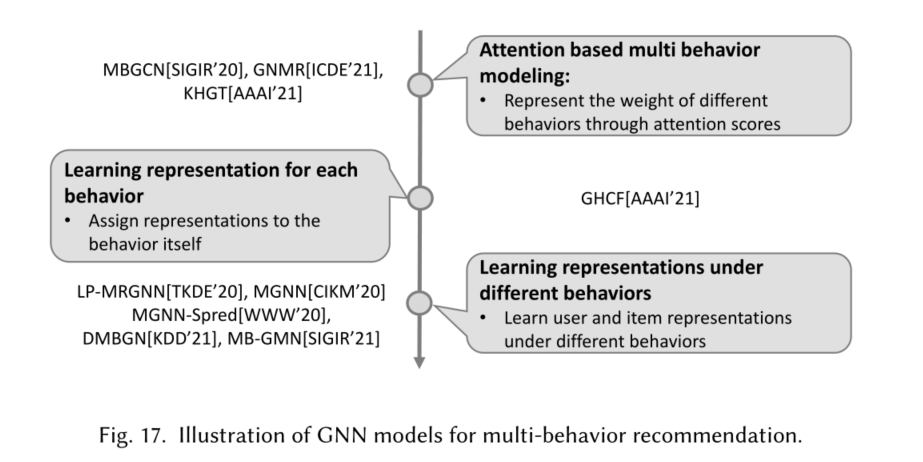 MBGCN[SIGIR’20], GNMR[ICDE’21],
KHGT[AAAI’21]
Attention based multi behavior
modeling:
• Represent the weight of different
behaviors through attention scores
Learning representation for each
behavior
• Assign representations to the
behavior itself
GHCF[AAAI’21]
LP-MRGNN[TKDE’20], MGNN[CIKM’20]
MGNN-Spred[WWW’20],
DMBGN[KDD’21], MB-GMN[SIGIR’21]
Learning representations under
different behaviors
• Learn user and item representations
under different behaviors
Fig. 17. Illustration of GNN models for multi-behavior recommendation.